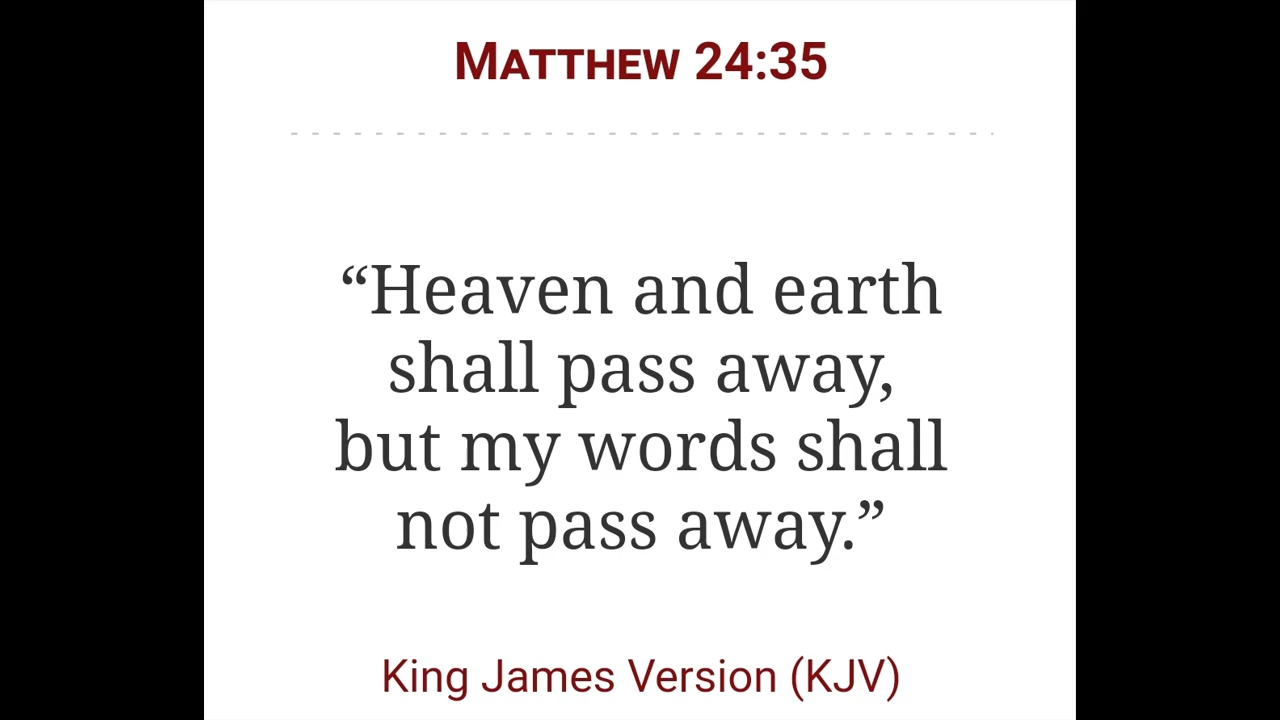 MATTHEW 24:35
“Heaven and earth
shall pass away,
but my words shall
not pass away.”
King James Version (KJV)